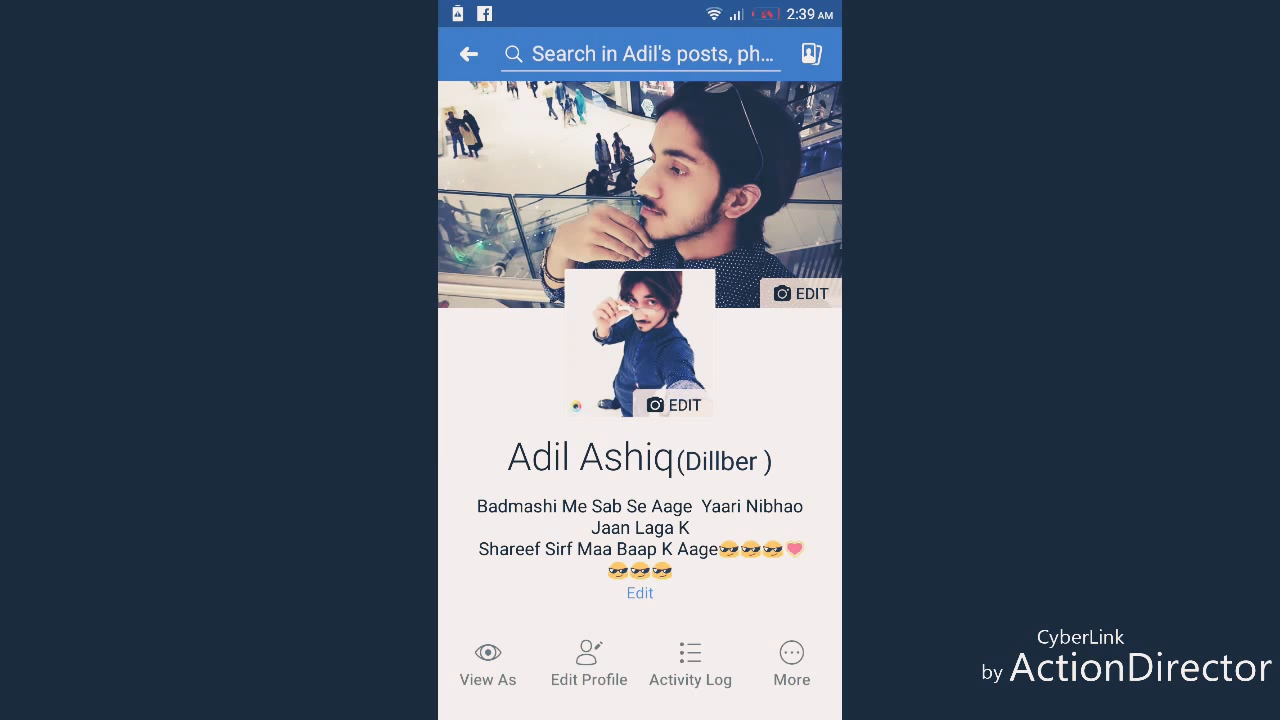 2:39 AM
Search in Adil's posts, ph...
EDIT
EDIT
Adil Ashiq(Dillber )
Badmashi Me Sab Se Aage Yaari Nibhao
Jaan Laga K
Shareef Sirf Maa Baap K Aage😎😎😎💗
😎😎😎
Edit
View As
Edit Profile
Activity Log
More
CyberLink
by ActionDirector